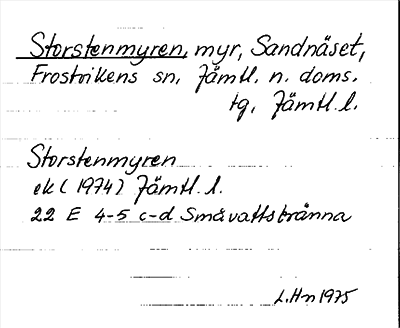 Storstenmyren, myr, Sandnäset,
Frostvikens sn, Jämtl. n. doms.
tg, Jämtl. l.
Storstenmyren
ek (1974) Jämtl. l.
22 E 4-5 c-d Småvattsbränna
L.Hn 1975